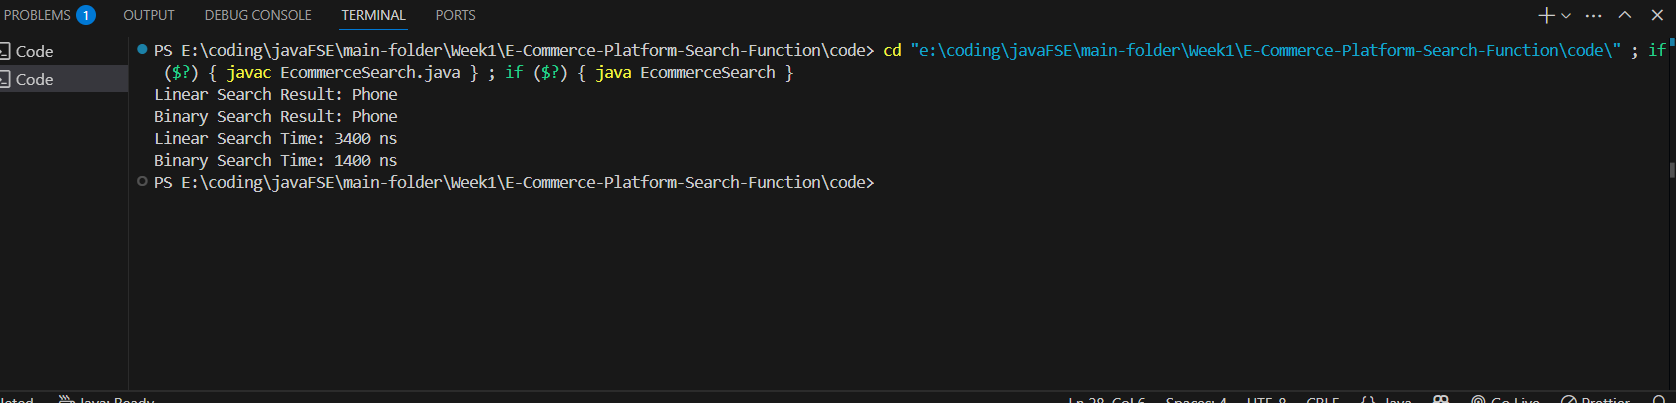 PROBLEMS 1 OUTPUT DEBUG CONSOLE TERMINAL PORTS
Code
Code
PS E:\coding\javaFSE\main-folder\Week1\E-Commerce-Platform-Search-Function\code> cd "e:\coding\javaFSE\main-folder\Week1\E-Commerce-Platform-Search-Function\code\" ; if
($?) { javac EcommerceSearch.java } ; if ($?) { java EcommerceSearch }
Linear Search Result: Phone
Binary Search Result: Phone
Linear Search Time: 3400 ns
Binary Search Time: 1400 ns
PS E:\coding\javaFSE\main-folder\Week1\E-Commerce-Platform-Search-Function\code>
Java: Ready Ln 28, Col 6 Spaces: 4 UTF-8 CRLF {} Java Go Live Prettier